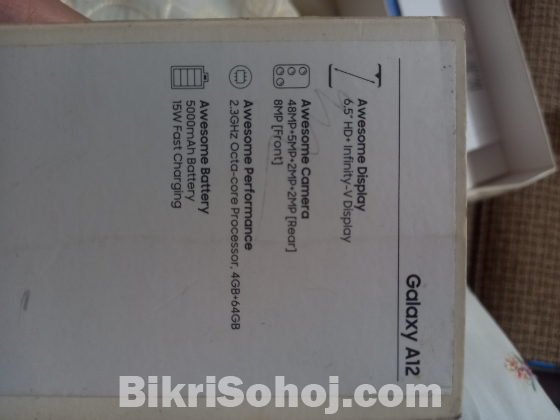 Galaxy A12
Awesome Display
6.5" HD+ Infinity-V Display
Awesome Camera
48MP+5MP+2MP+2MP [Rear]
8MP [Front]
Awesome Performance
2.3GHz Octa-core Processor, 4GB+64GB
Awesome Battery
5000mAh Battery
15W Fast Charging
BikriSohoj.com